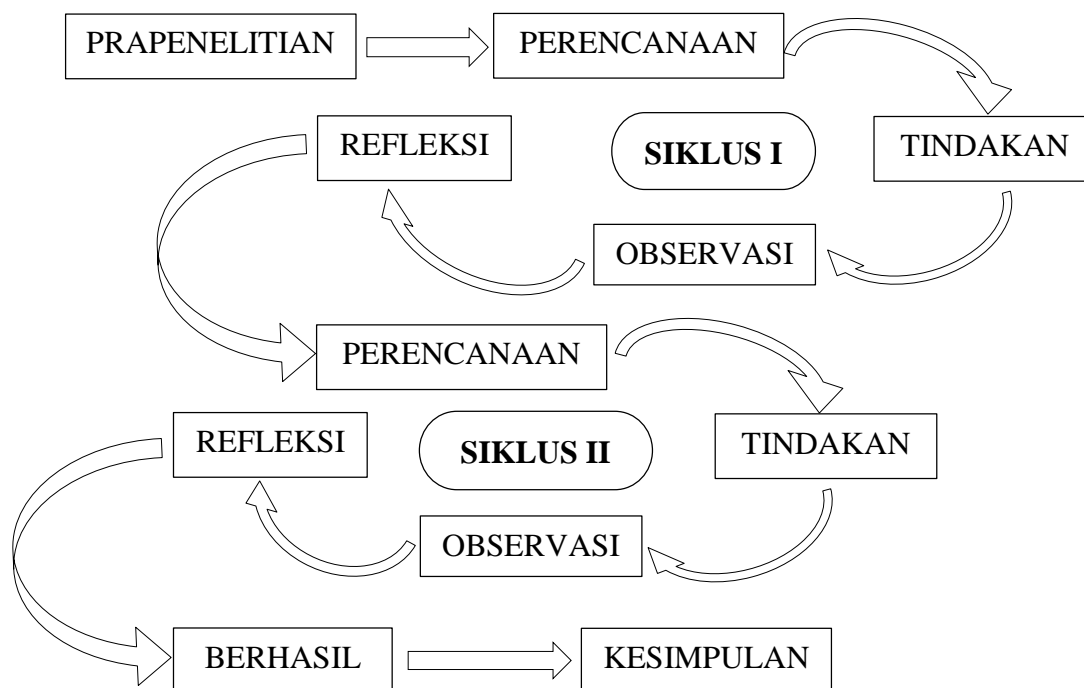 PRAPENELITIAN
PERENCANAAN
REFLEKSI
SIKLUS I
TINDAKAN
OBSERVASI
PERENCANAAN
REFLEKSI
SIKLUS II
TINDAKAN
OBSERVASI
BERHASIL
KESIMPULAN